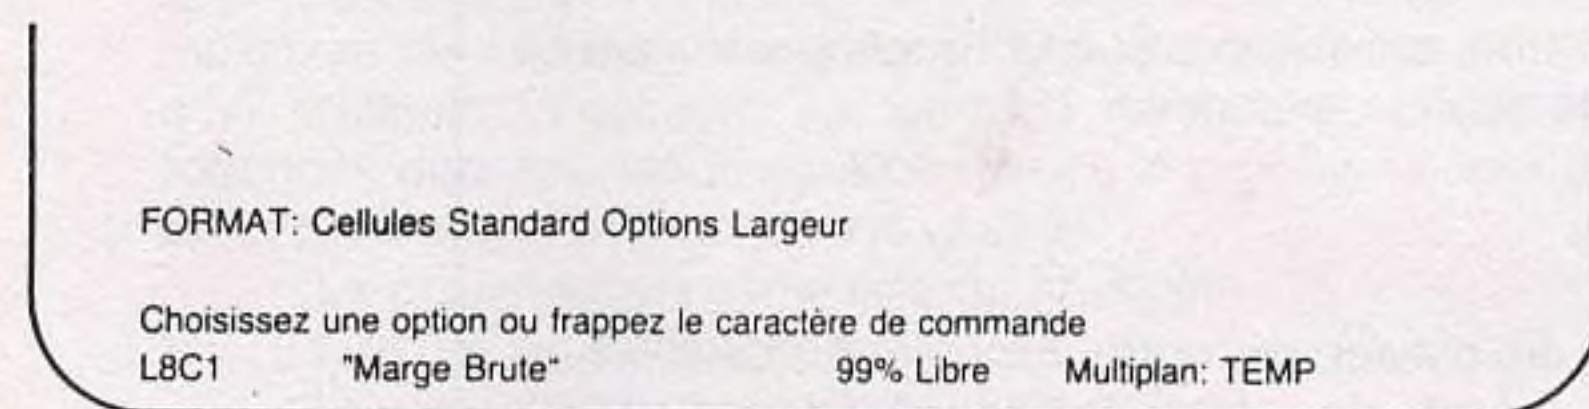 FORMAT: Cellules Standard Options Largeur
Choisissez une option ou frappez le caractère de commande
L8C1 "Marge Brute“ 99% Libre Multiplan: TEMP